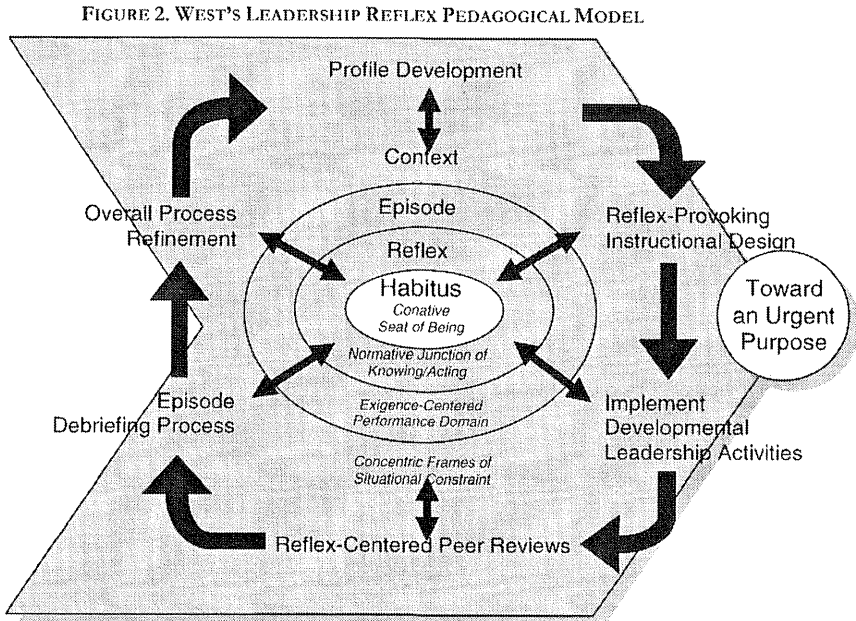 FIGURE 2. WEST'S LEADERSHIP REFLEX PEDAGOGICAL MODEL
Profile Development
Context
Episode
Reflex
Habitus
Conative
Seat of Being
Normative Junction of
Knowing/Acting
Exigence-Centered
Performance Domain
Concentric Frames of
Situational Constraint
Reflex-Provoking
Instructional Design
Toward
an Urgent
Purpose
Implement
Developmental
Leadership Activities
Reflex-Centered Peer Reviews
Episode
Debriefing Process
Overall Process
Refinement